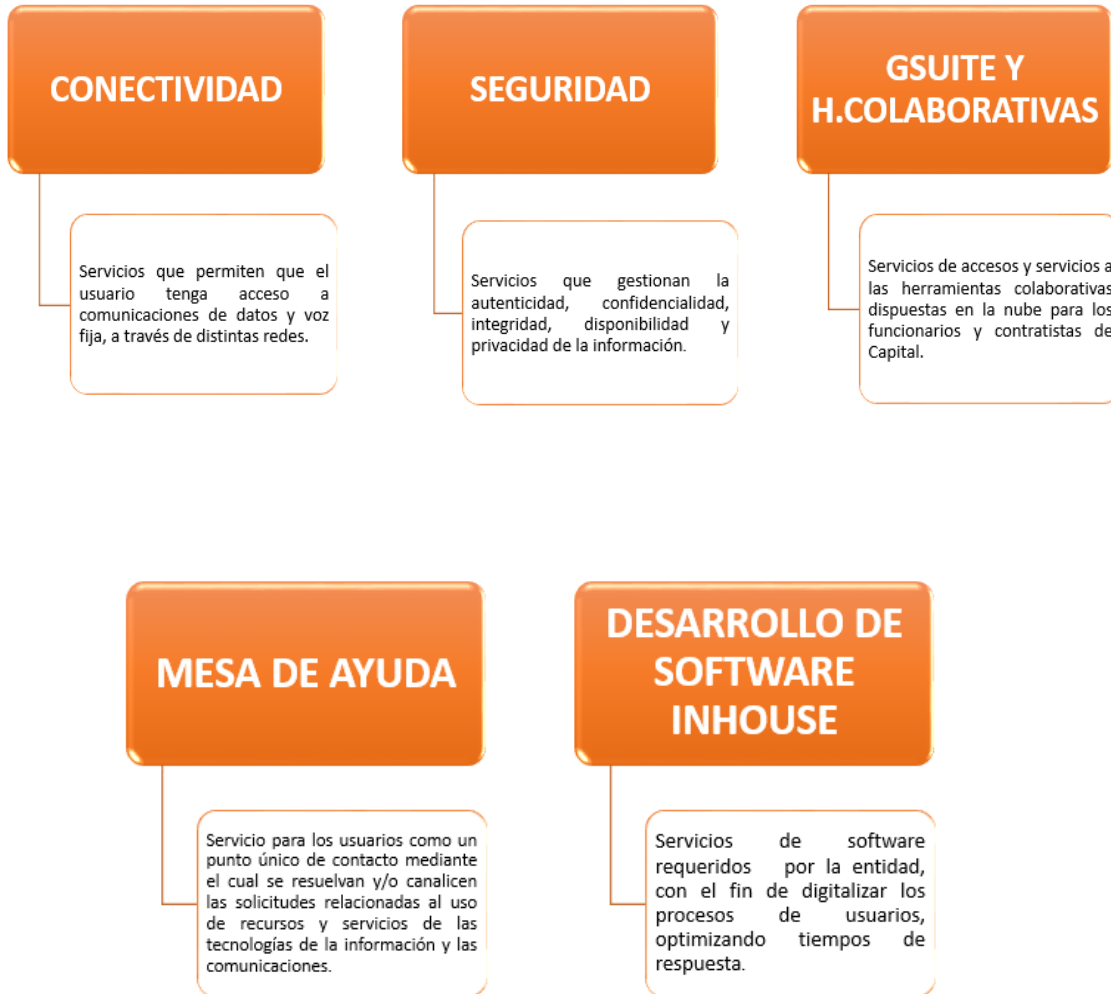 CONECTIVIDAD
Servicios que permiten que el
usuario tenga acceso a
comunicaciones de datos y voz
fija, a través de distintas redes.
SEGURIDAD
Servicios que gestionan la
autenticidad, confidencialidad,
integridad, disponibilidad y
privacidad de la información.
GSUITE Y
H.COLABORATIVAS
Servicios de accesos y servicios a
las herramientas colaborativas
dispuestas en la nube para los
funcionarios y contratistas de
Capital.
MESA DE AYUDA
Servicio para los usuarios como un
punto único de contacto mediante
el cual se resuelvan y/o canalicen
las solicitudes relacionadas al uso
de recursos y servicios de las
tecnologías de la información y las
comunicaciones.
DESARROLLO DE
SOFTWARE
INHOUSE
Servicios de software
requeridos por la entidad,
con el fin de digitalizar los
procesos de usuarios,
optimizando tiempos de
respuesta.